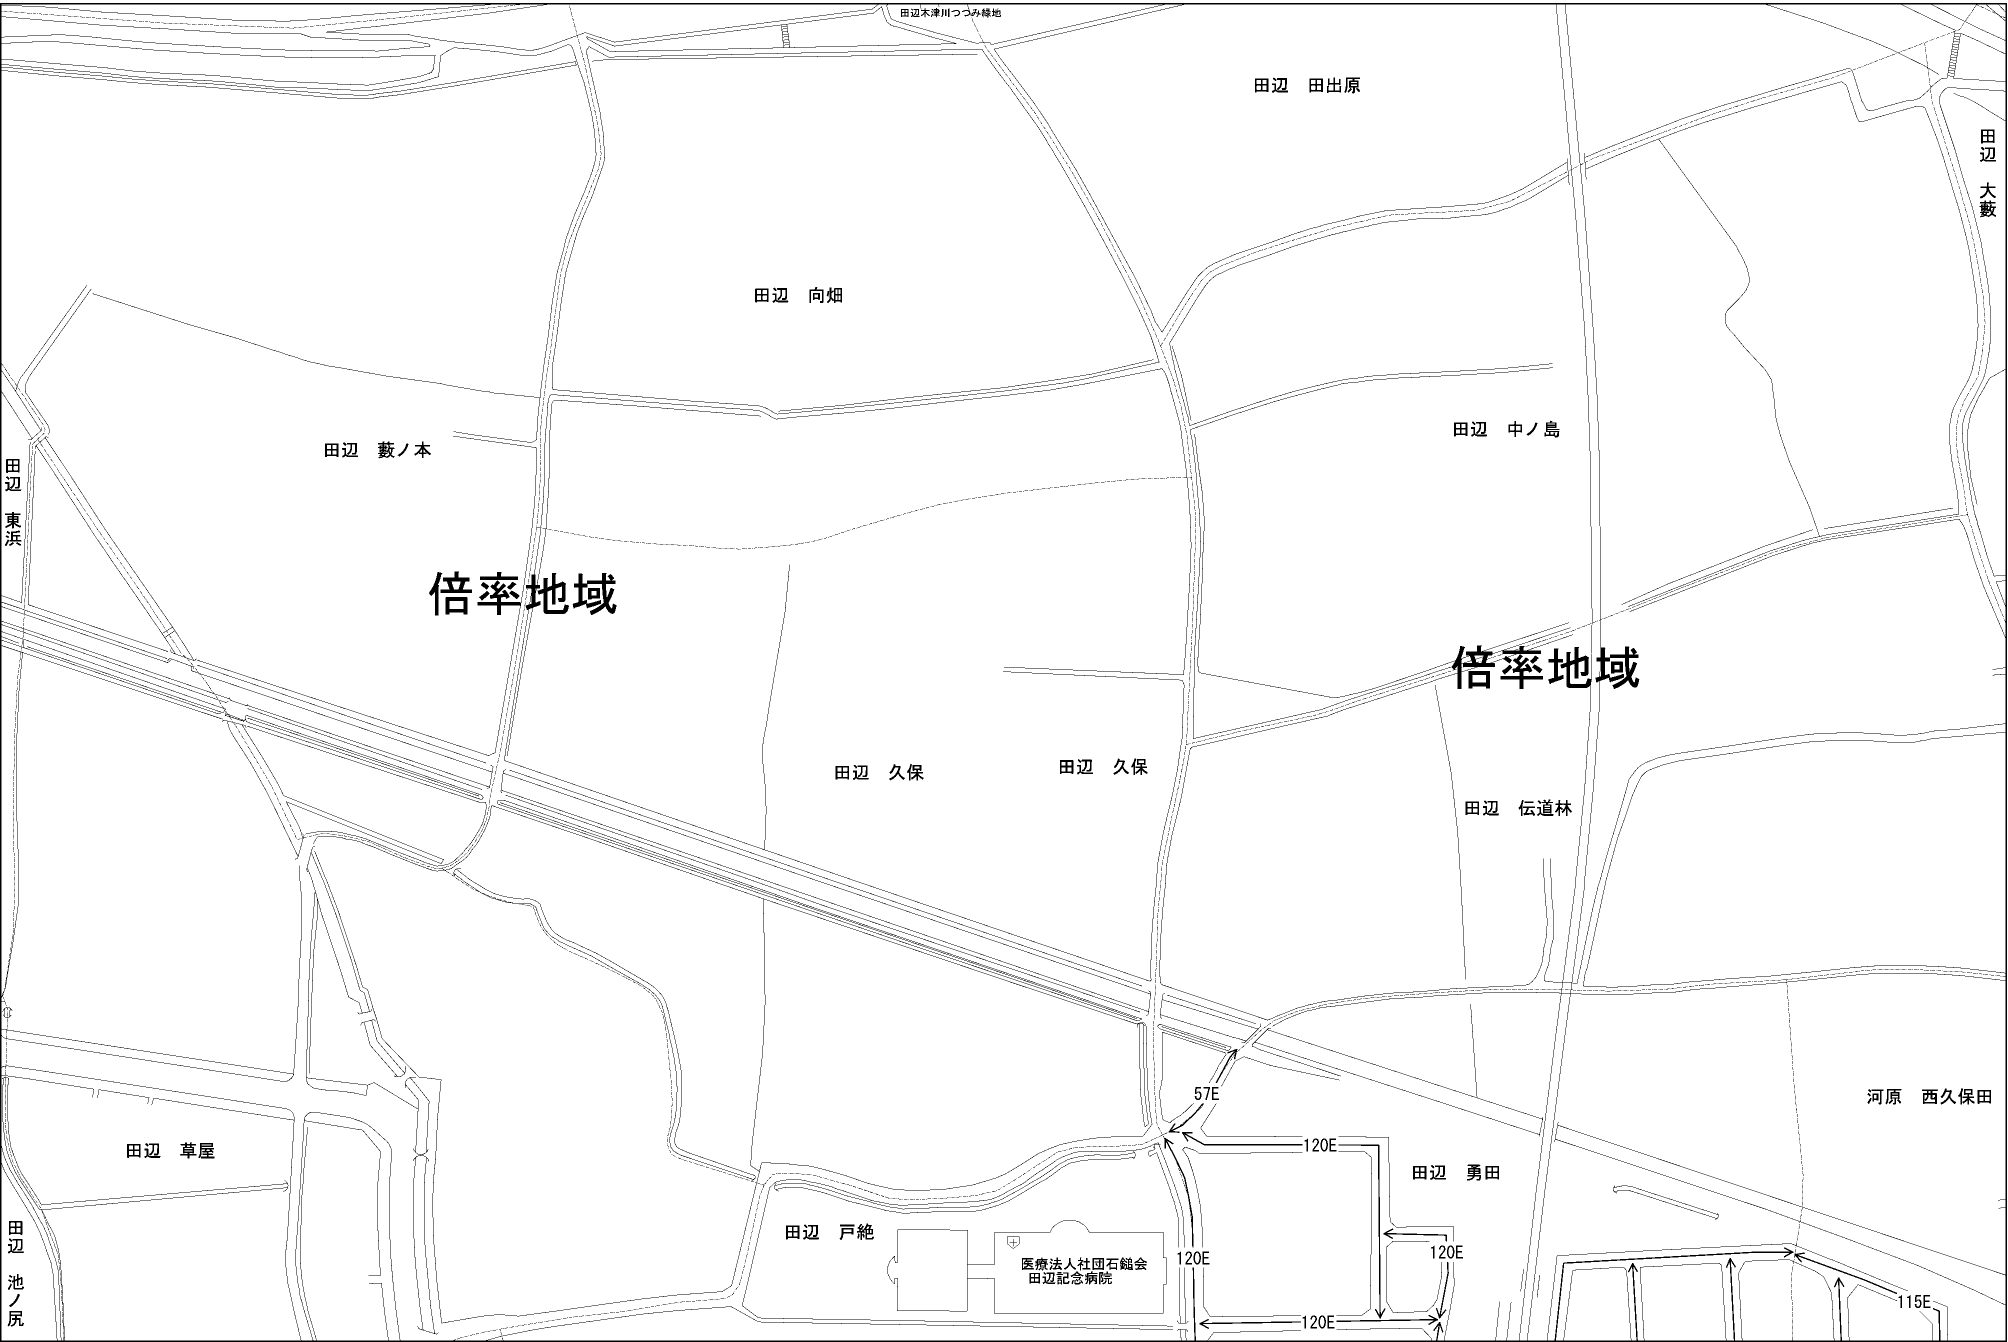 田辺木津川つつみ緑地
田辺 田出原
田辺 大藪
田辺 向畑
田辺 藪ノ本
田辺 中ノ島
田辺 東浜
倍率地域
倍率地域
田辺 久保
田辺 久保
田辺 伝道林
57E
河原 西久保田
田辺 草屋
120E
田辺 勇田
田辺 戸絶
田辺 池ノ尻
医療法人社団石鎚会
田辺記念病院
120E
120E
115E
120E